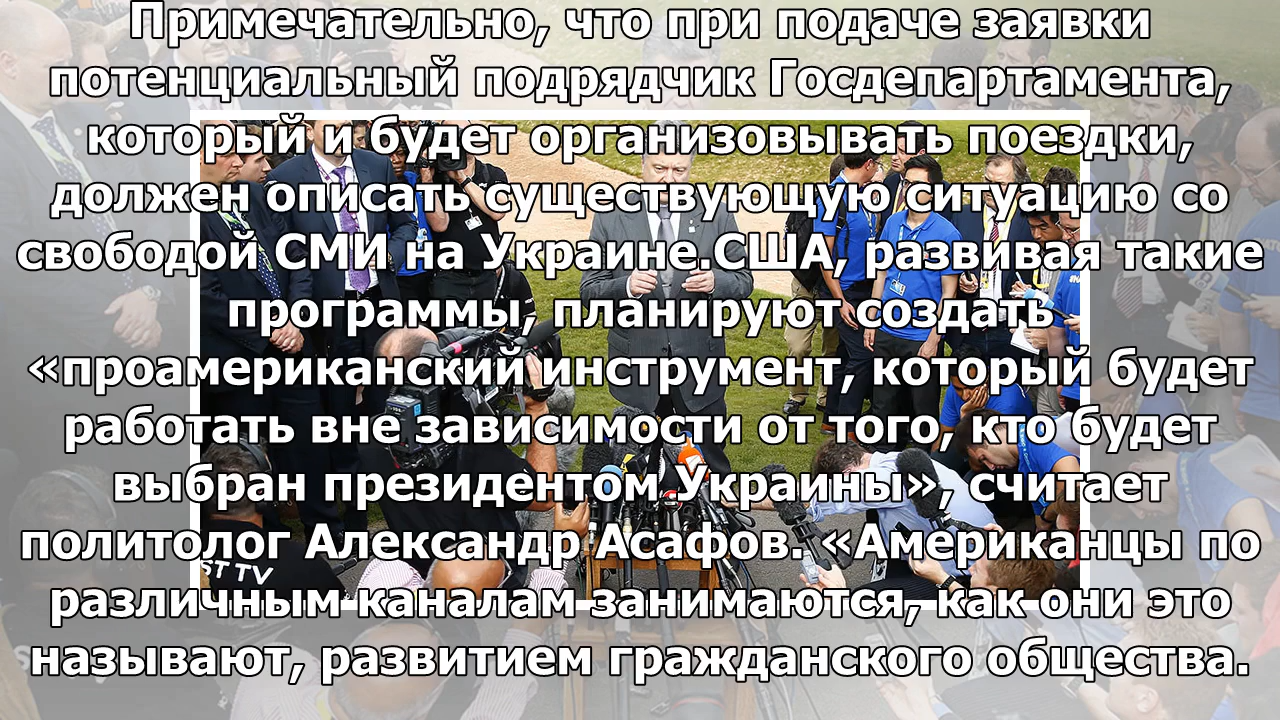 Примечательно, что при подаче заявки
потенциальный подрядчик Госдепартамента,
который и будет организовывать поездки,
должен описать существующую ситуацию со
свободой СМИ на Украине.США, развивая такие
программы, планируют создать
«проамериканский инструмент, который будет
работать вне зависимости от того, кто будет
выбран президентом Украины», считает
политолог Александр Асафов. «Американцы по
различным каналам занимаются, как они это
называют, развитием гражданского общества.
ST TV